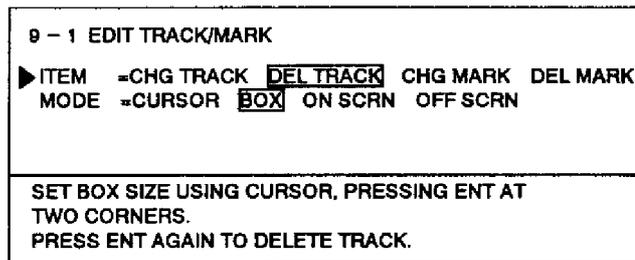 9 – 1 EDIT TRACK/MARK
▶ITEM =CHG TRACK DEL TRACK CHG MARK DEL MARK
MODE =CURSOR BOX ON SCRN OFF SCRN
SET BOX SIZE USING CURSOR, PRESSING ENT AT
TWO CORNERS.
PRESS ENT AGAIN TO DELETE TRACK.